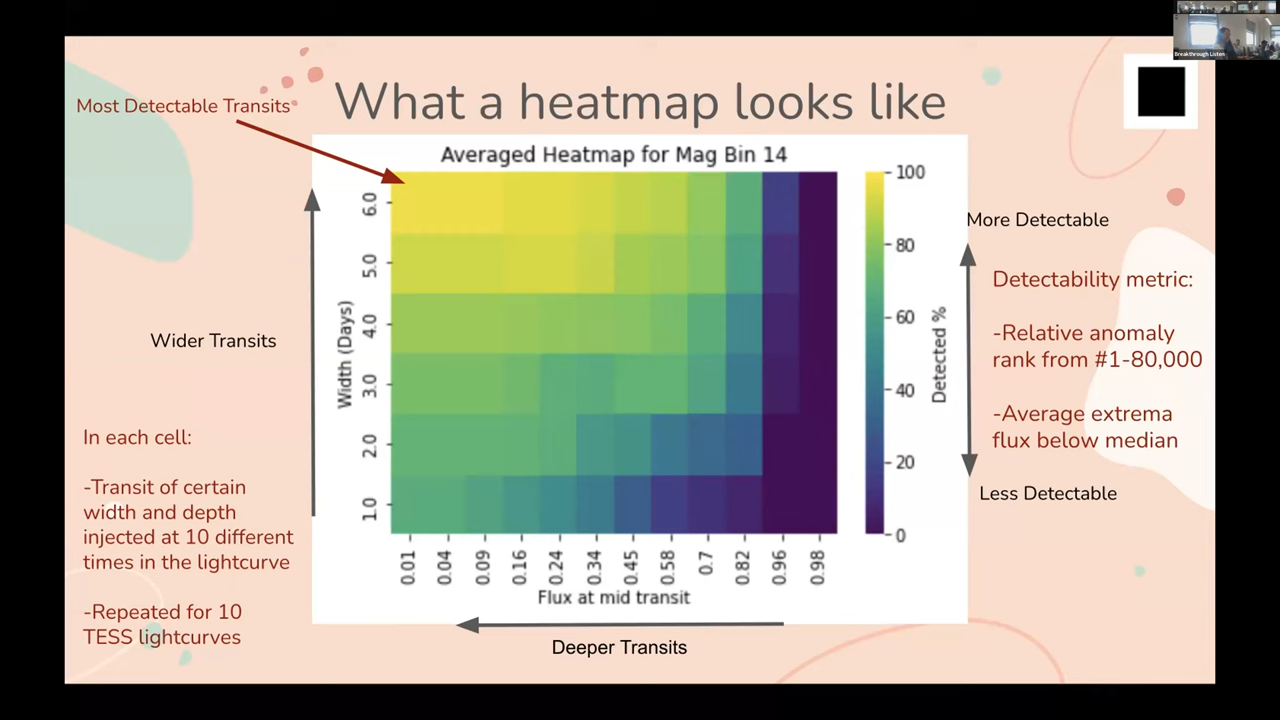 Breakthrough Listen
What a heatmap looks like
Most Detectable Transits
Averaged Heatmap for Mag Bin 14
Width (Days)
6.0
5.0
4.0
3.0
2.0
1.0
0.01
0.04
0.09
0.16
0.24
0.34
0.45
0.58
0.7
0.82
0.96
0.98
Flux at mid transit
100
80
60
40
20
0
Detected %
Wider Transits
In each cell:
-Transit of certain
width and depth
injected at 10 different
times in the lightcurve
-Repeated for 10
TESS lightcurves
Deeper Transits
More Detectable
Detectability metric:
-Relative anomaly
rank from #1-80,000
-Average extrema
flux below median
Less Detectable